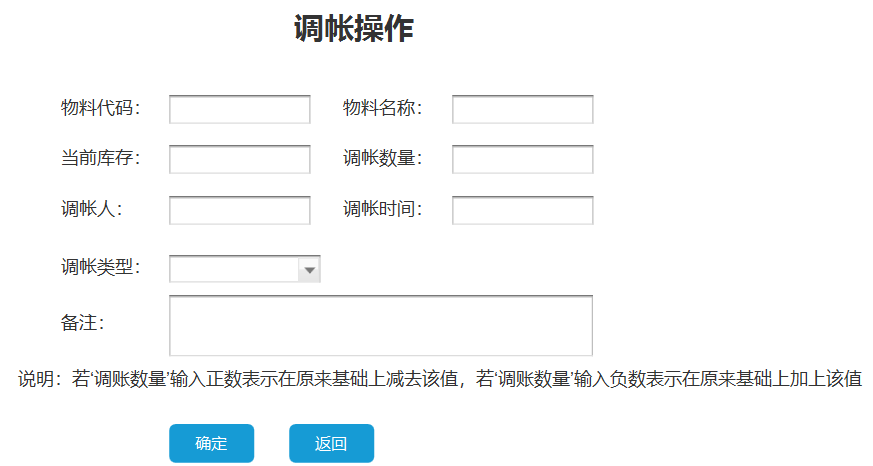 调帐操作
物料代码： 物料名称：
当前库存： 调帐数量：
调帐人： 调帐时间：
调帐类型：
备注：
说明：若‘调账数量’输入正数表示在原来基础上减去该值，若‘调账数量’输入负数表示在原来基础上加上该值
确定 返回